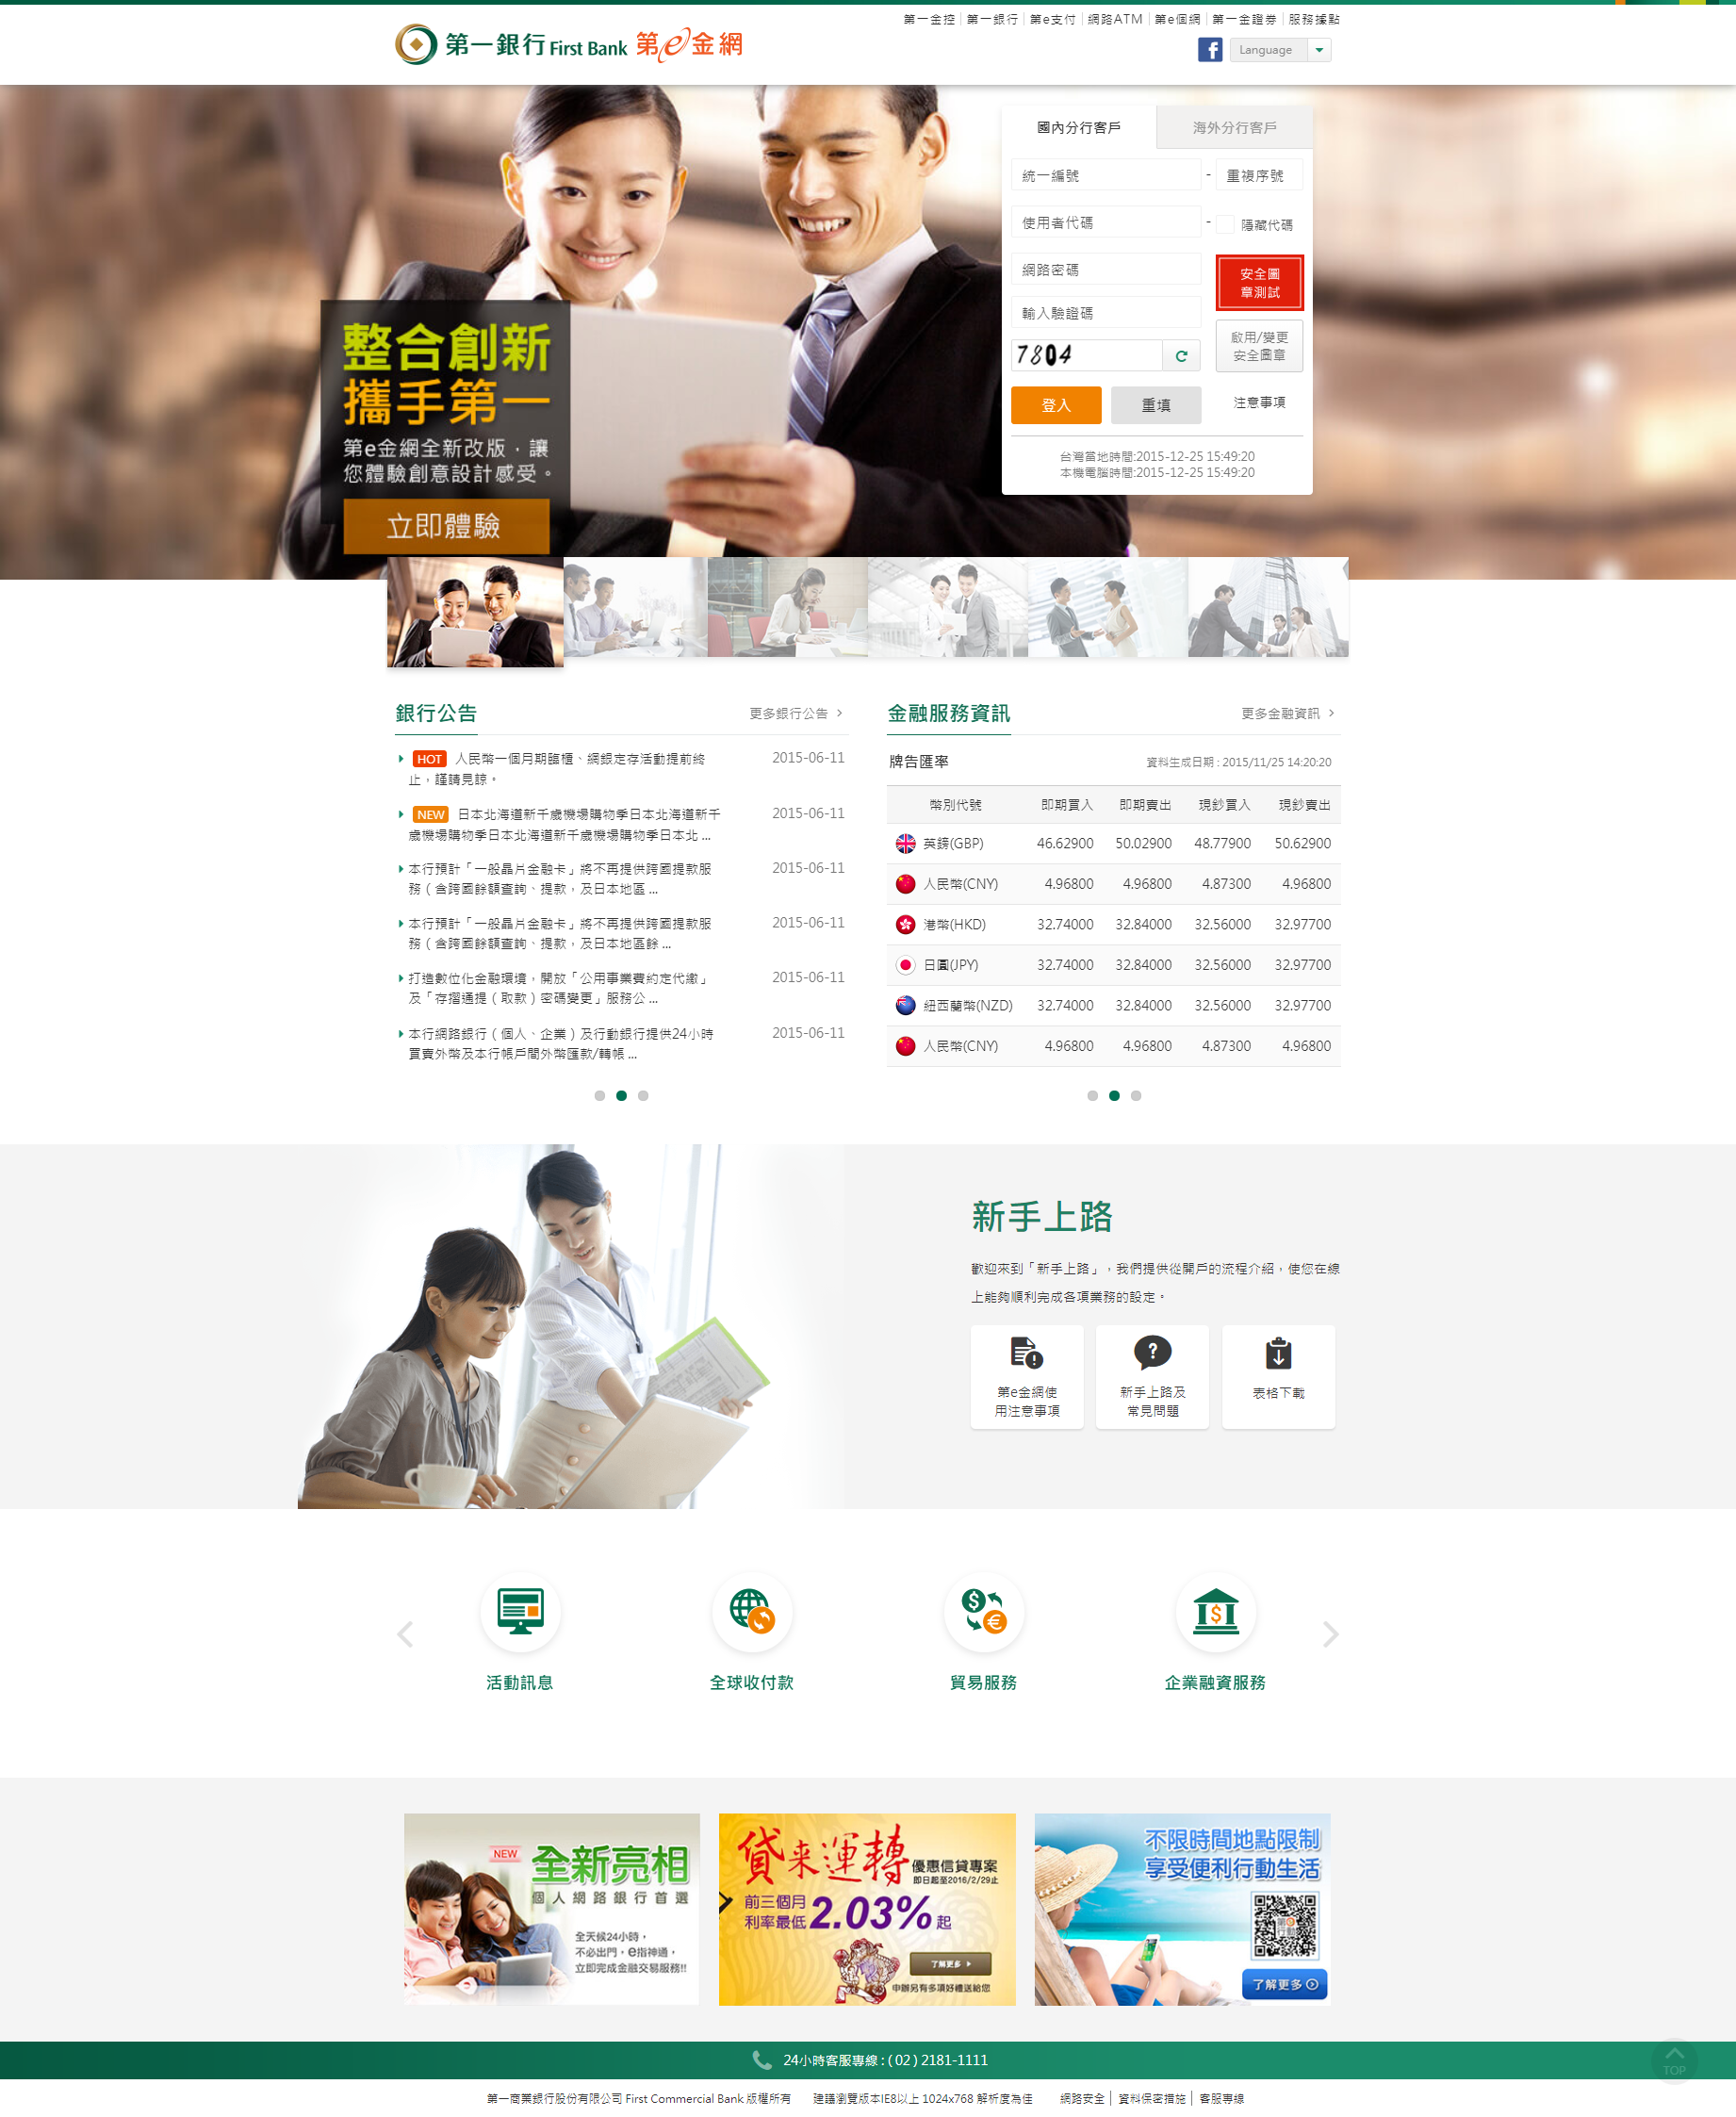 第一金控 第一銀行 第e支付 網路ATM 第e個網 第一金證券 服務據點
第一銀行 First Bank 第e金網
Language
整合創新
攜手第一
第e金網全新改版，讓
您體驗創意設計感受。
立即體驗
國內分行客戶 海外分行客戶
統一編號 - 重複序號
使用者代碼 - 隱藏代碼
網路密碼
安全圖
章測試
輸入驗證碼
7804
啟用/變更
安全圖章
登入 重填 注意事項
台灣當地時間:2015-12-25 15:49:20
本機電腦時間:2015-12-25 15:49:20
銀行公告 更多銀行公告
HOT 人民幣一個月期臨櫃、網銀定存活動提前終 2015-06-11
止，謹請見諒。
NEW 日本北海道新千歲機場購物季日本北海道新千 2015-06-11
歲機場購物季日本北海道新千歲機場購物季日本北 ...
本行預計「一般晶片金融卡」將不再提供跨國提款服 2015-06-11
務（含跨國餘額查詢、提款，及日本地區 ...
本行預計「一般晶片金融卡」將不再提供跨國提款服 2015-06-11
務（含跨國餘額查詢、提款，及日本地區餘 ...
打造數位化金融環境，開放「公用事業費約定代繳」 2015-06-11
及「存摺通提（取款）密碼變更」服務公 ...
本行網路銀行（個人、企業）及行動銀行提供24小時 2015-06-11
買賣外幣及本行帳戶間外幣匯款/轉帳 ...
金融服務資訊 更多金融資訊
牌告匯率 資料生成日期 : 2015/11/25 14:20:20
幣別代號 即期買入 即期賣出 現鈔買入 現鈔賣出
英鎊(GBP) 46.62900 50.02900 48.77900 50.62900
人民幣(CNY) 4.96800 4.96800 4.87300 4.96800
港幣(HKD) 32.74000 32.84000 32.56000 32.97700
日圓(JPY) 32.74000 32.84000 32.56000 32.97700
紐西蘭幣(NZD) 32.74000 32.84000 32.56000 32.97700
人民幣(CNY) 4.96800 4.96800 4.87300 4.96800
新手上路
歡迎來到「新手上路」，我們提供從開戶的流程介紹，使您在線
上能夠順利完成各項業務的設定。
第e金網使
用注意事項
新手上路及
常見問題
表格下載
活動訊息 全球收付款 貿易服務 企業融資服務
NEW 全新亮相
個人網路銀行首選
全天候24小時，
不必出門，e指神通，
立即完成金融交易服務!!
貸來運轉 優惠信貸專案
即日起至2016/2/29止
前三個月
利率最低 2.03% 起
了解更多
申辦另有多項好禮送給您
不限時間地點限制
享受便利行動生活
第e行動
了解更多
24小時客服專線 : ( 02 ) 2181-1111
TOP
第一商業銀行股份有限公司 First Commercial Bank 版權所有 建議瀏覽版本IE8以上 1024x768 解析度為佳 網路安全 資料保密措施 客服專線